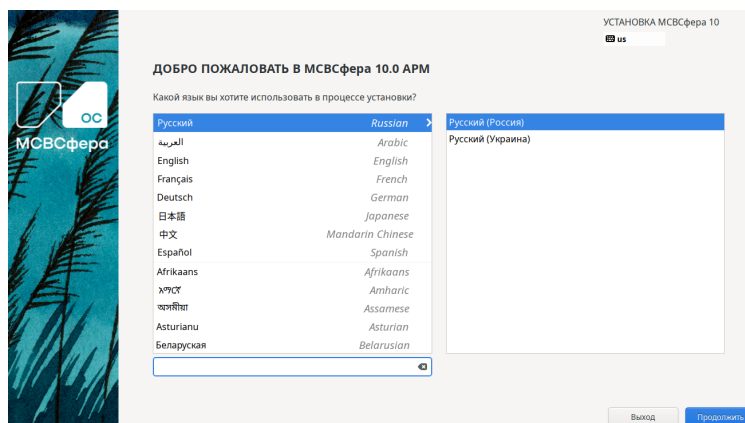 УСТАНОВКА МСВСфера 10
us
ДОБРО ПОЖАЛОВАТЬ В МСВСфера 10.0 АРМ
Какой язык вы хотите использовать в процессе установки?
ос
МСВСфера
Русский Russian
العربية Arabic
English English
Français French
Deutsch German
日本語 Japanese
中文 Mandarin Chinese
Español Spanish
Afrikaans Afrikaans
አማርኛ Amharic
অসমীয়া Assamese
Asturianu Asturian
Беларуская Belarusian
Русский (Россия)
Русский (Украина)
Выход
Продолжить